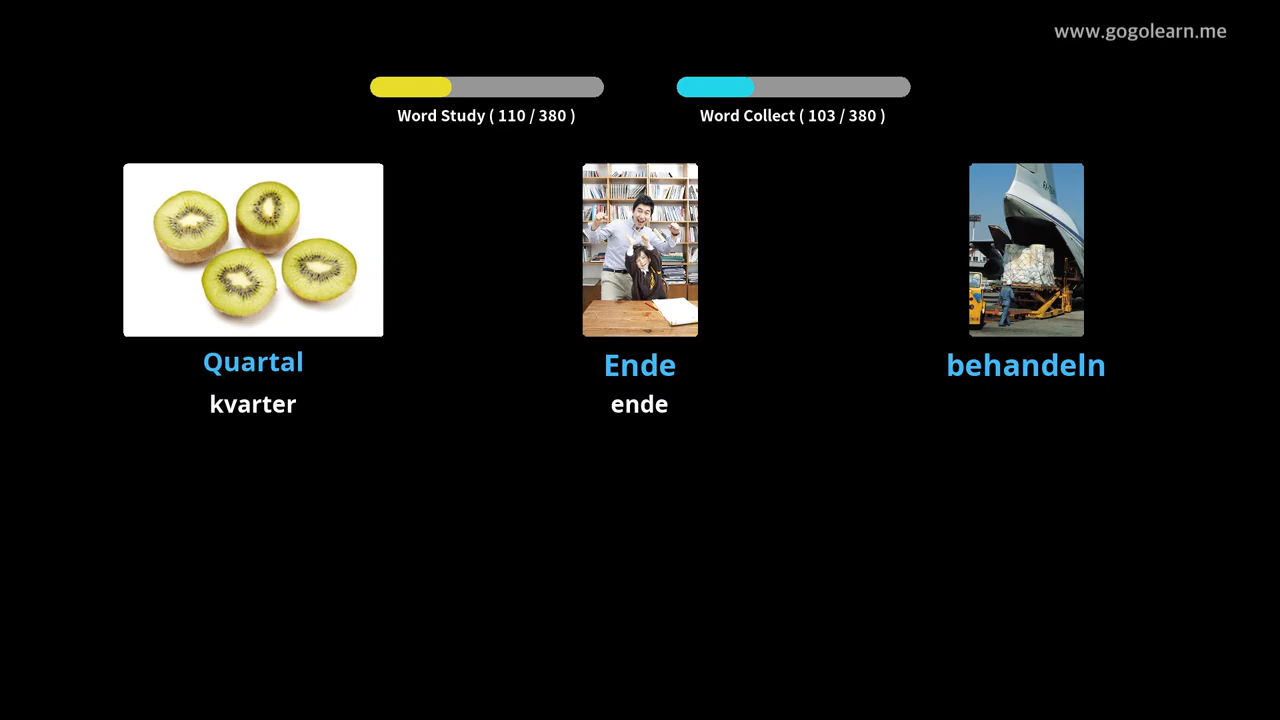 www.gogolearn.me
Word Study ( 110 / 380 )
Word Collect ( 103 / 380 )
Quartal
kvarter
Ende
ende
behandeln